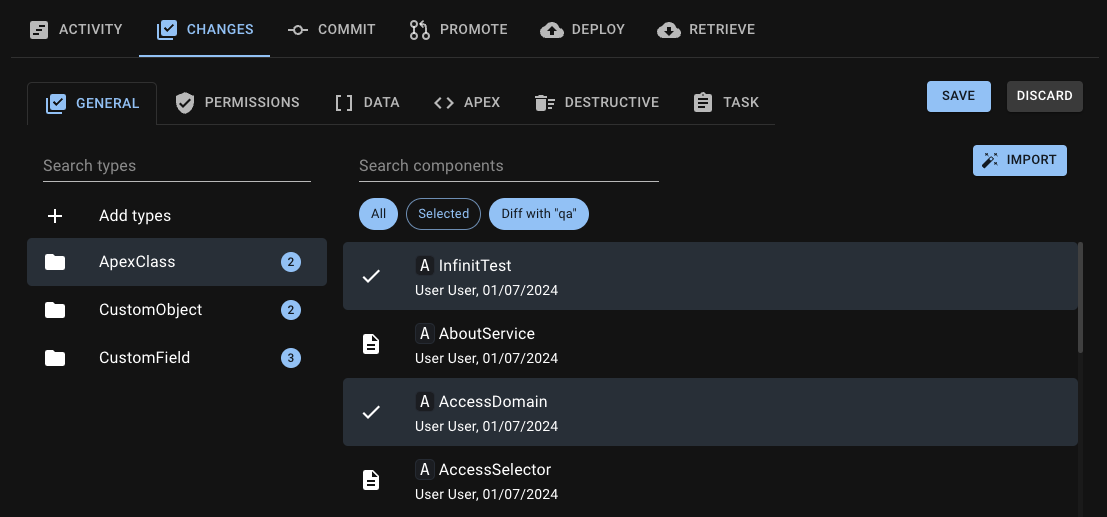 ACTIVITY CHANGES COMMIT PROMOTE DEPLOY RETRIEVE
GENERAL PERMISSIONS DATA APEX DESTRUCTIVE TASK SAVE DISCARD
Search types
Search components
IMPORT
Add types
All Selected Diff with "qa"
ApexClass 2
CustomObject 2
CustomField 3
A InfinitTest
User User, 01/07/2024
A AboutService
User User, 01/07/2024
A AccessDomain
User User, 01/07/2024
A AccessSelector
User User, 01/07/2024